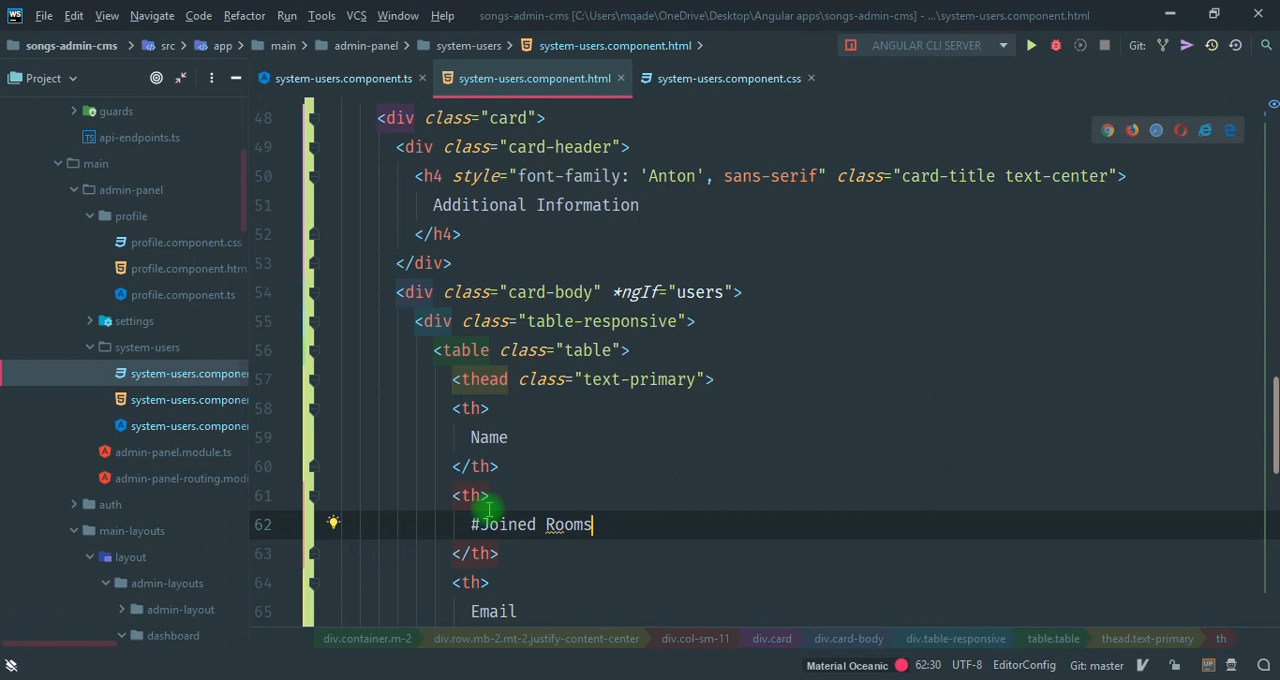 WS File Edit View Navigate Code Refactor Run Tools VCS Window Help songs-admin-cms [C:\Users\mqade\OneDrive\Desktop\Angular apps\songs-admin-cms] - ...\system-users.component.html
songs-admin-cms src app main admin-panel system-users system-users.component.html ANGULAR CLI SERVER Git:
Project system-users.component.ts system-users.component.html system-users.component.css
guards
api-endpoints.ts
main
admin-panel
profile
profile.component.css
profile.component.htm
profile.component.ts
settings
system-users
system-users.compone
system-users.compone
system-users.compone
admin-panel.module.ts
admin-panel-routing.modu
auth
main-layouts
layout
admin-layouts
admin-layout
dashboard
48 <div class="card">
49 <div class="card-header">
50 <h4 style="font-family: 'Anton', sans-serif" class="card-title text-center">
51 Additional Information
52 </h4>
53 </div>
54 <div class="card-body" *ngIf="users">
55 <div class="table-responsive">
56 <table class="table">
57 <thead class="text-primary">
58 <th>
59 Name
60 </th>
61 <th>
62 #Joined Rooms
63 </th>
64 <th>
65 Email
div.container.m-2 div.row.mb-2.mt-2.justify-content-center div.col-sm-11 div.card div.card-body div.table-responsive table.table thead.text-primary th
Material Oceanic 62:30 UTF-8 EditorConfig Git: master